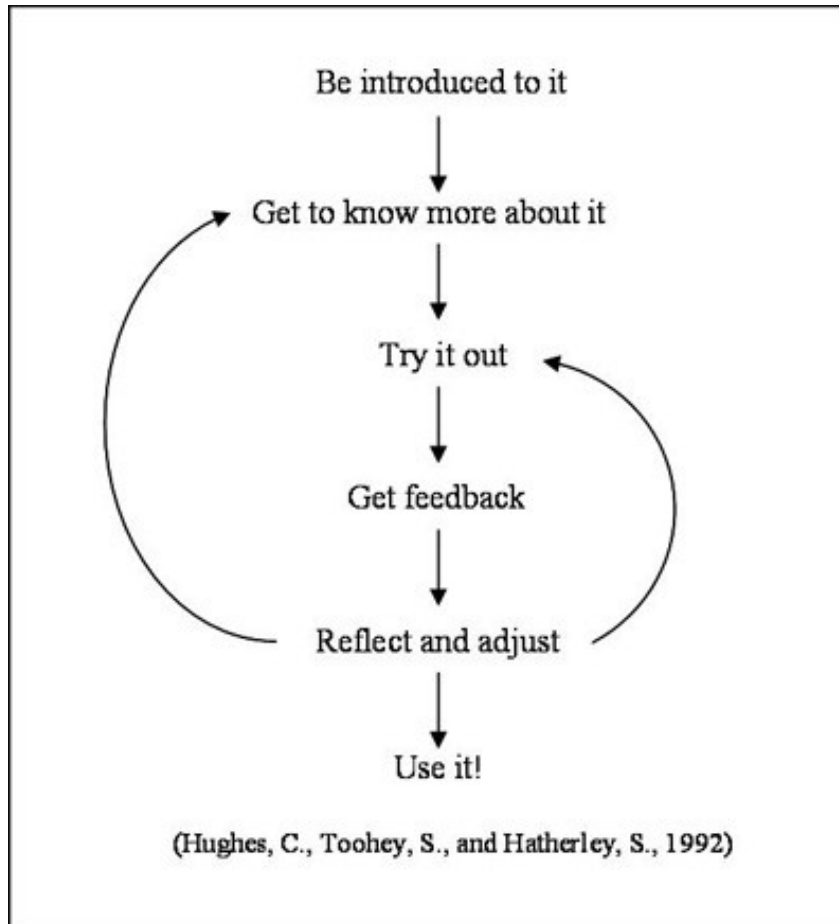 Be introduced to it
Get to know more about it
Try it out
Get feedback
Reflect and adjust
Use it!
(Hughes, C., Toohey, S., and Hatherley, S., 1992)